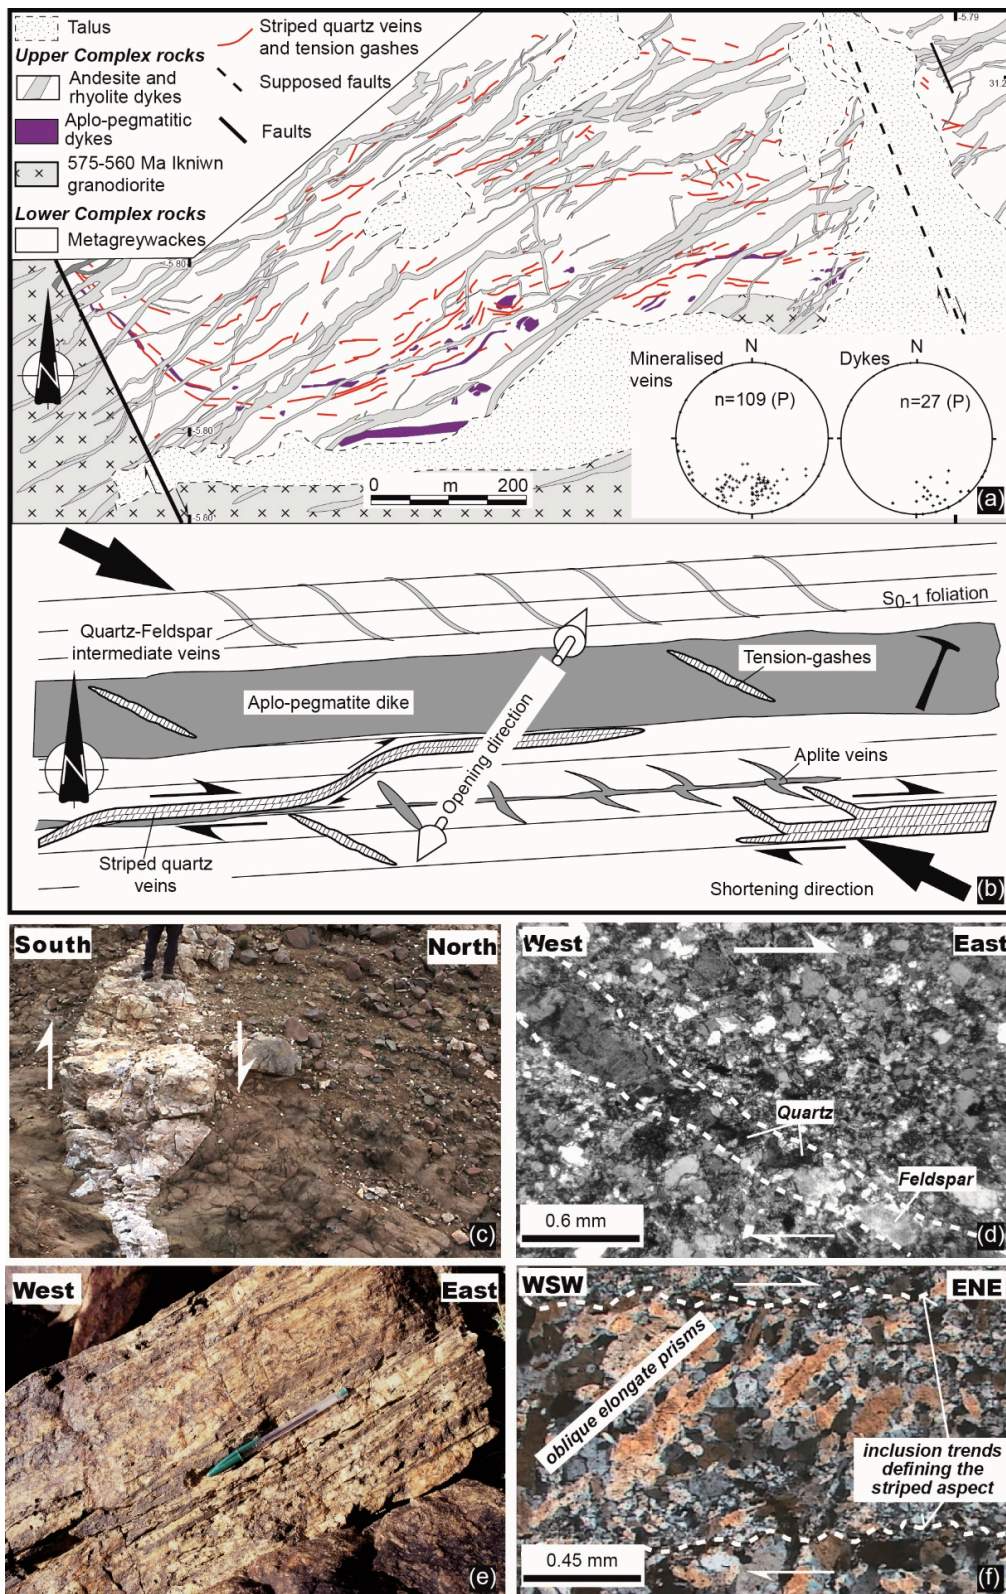 Talus
Upper Complex rocks
Andesite and
rhyolite dykes
Aplo-pegmatitic
dykes
575-560 Ma Ikniwn
granodiorite
Lower Complex rocks
Metagreywackes
Striped quartz veins
and tension gashes
Supposed faults
Faults
-5.79
31.2
-5.80
N
-5.80
-5.80
0 m 200
Mineralised
veins
N
n=109 (P)
Dykes
N
n=27 (P)
(a)
S0-1 foliation
Quartz-Feldspar
intermediate veins
Tension-gashes
Aplo-pegmatite dike
N
Opening direction
Aplite veins
Striped quartz
veins
Shortening direction
(b)
South
North
(c)
West
East
Quartz
Feldspar
0.6 mm
(d)
West
East
(e)
WSW
ENE
oblique elongate prisms
inclusion trends
defining the
striped aspect
0.45 mm
(f)